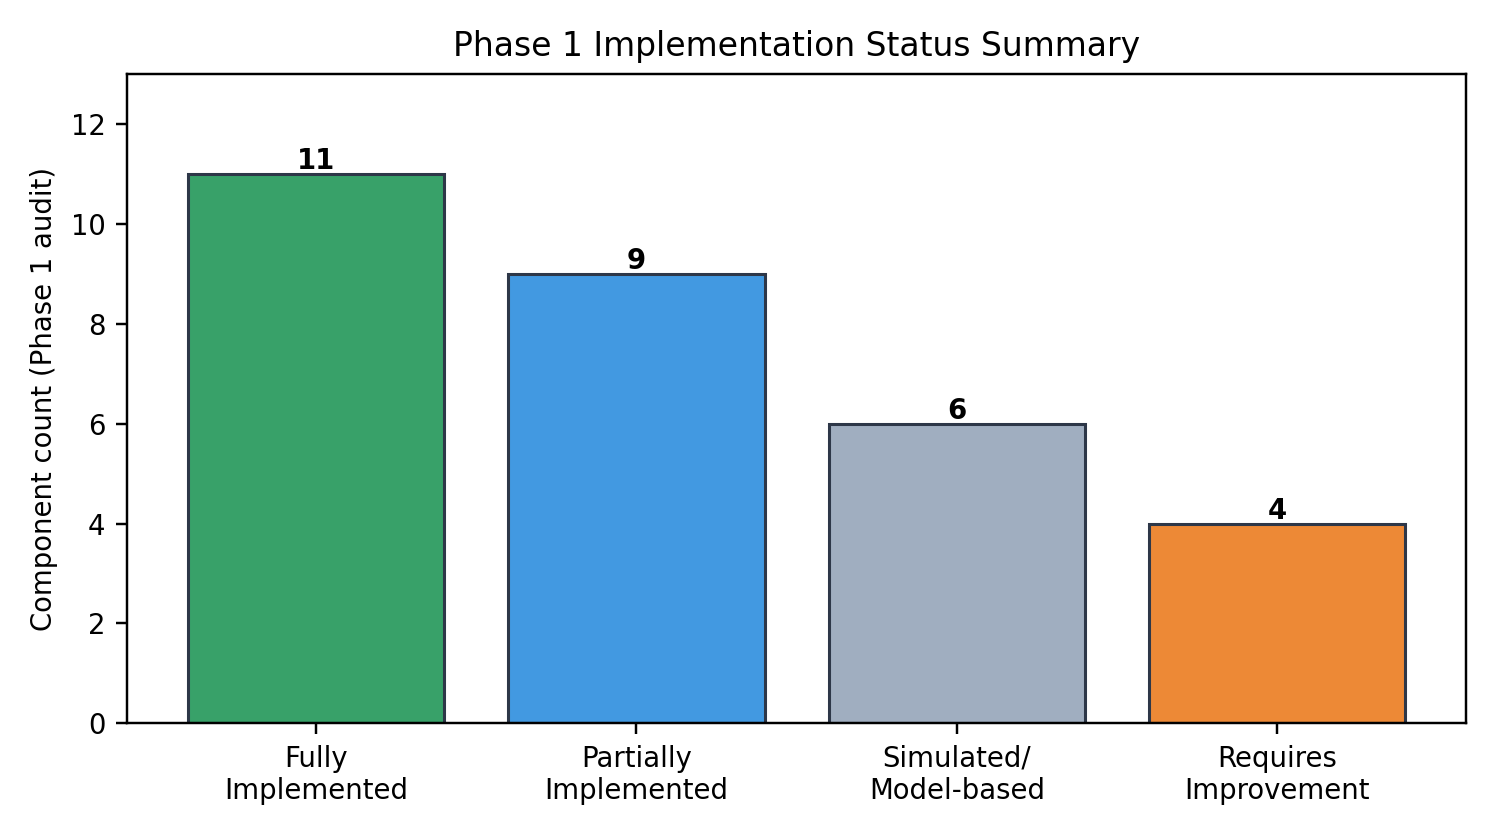 Phase 1 Implementation Status Summary
Component count (Phase 1 audit)
12
10
8
6
4
2
0
11
9
6
4
Fully
Implemented
Partially
Implemented
Simulated/
Model-based
Requires
Improvement